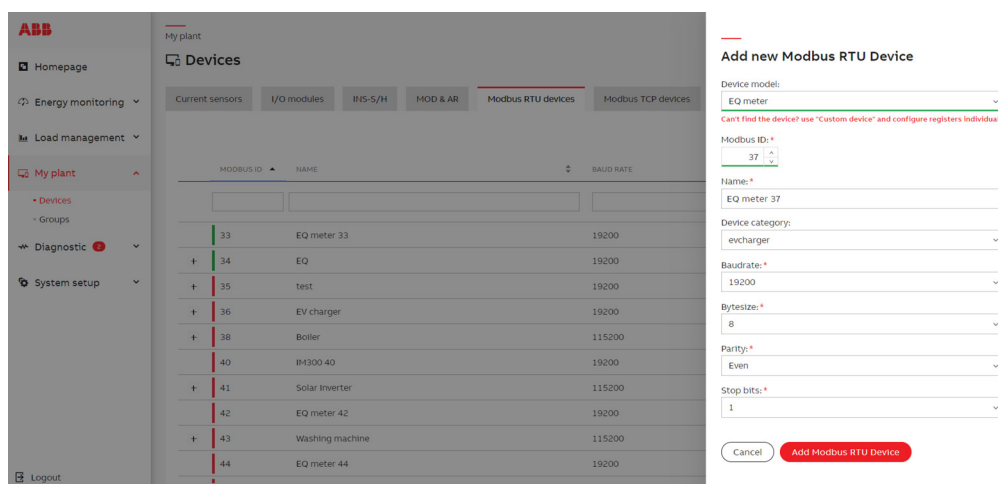 ABB
Homepage
Energy monitoring
Load management
My plant
• Devices
◦ Groups
Diagnostic 2
System setup
Logout
My plant
Devices
Current sensors I/O modules INS-S/H MOD & AR Modbus RTU devices Modbus TCP devices
MODBUS ID NAME BAUD RATE
33 EQ meter 33 19200
+ 34 EQ 19200
+ 35 test 19200
+ 36 EV charger 19200
+ 38 Boiler 115200
40 IM300 40 19200
+ 41 Solar Inverter 115200
42 EQ meter 42 19200
+ 43 Washing machine 115200
44 EQ meter 44 19200
Add new Modbus RTU Device
Device model:
EQ meter
Can't find the device? use "Custom device" and configure registers individual
Modbus ID: *
37
Name: *
EQ meter 37
Device category:
evcharger
Baudrate: *
19200
Bytesize: *
8
Parity: *
Even
Stop bits: *
1
Cancel Add Modbus RTU Device